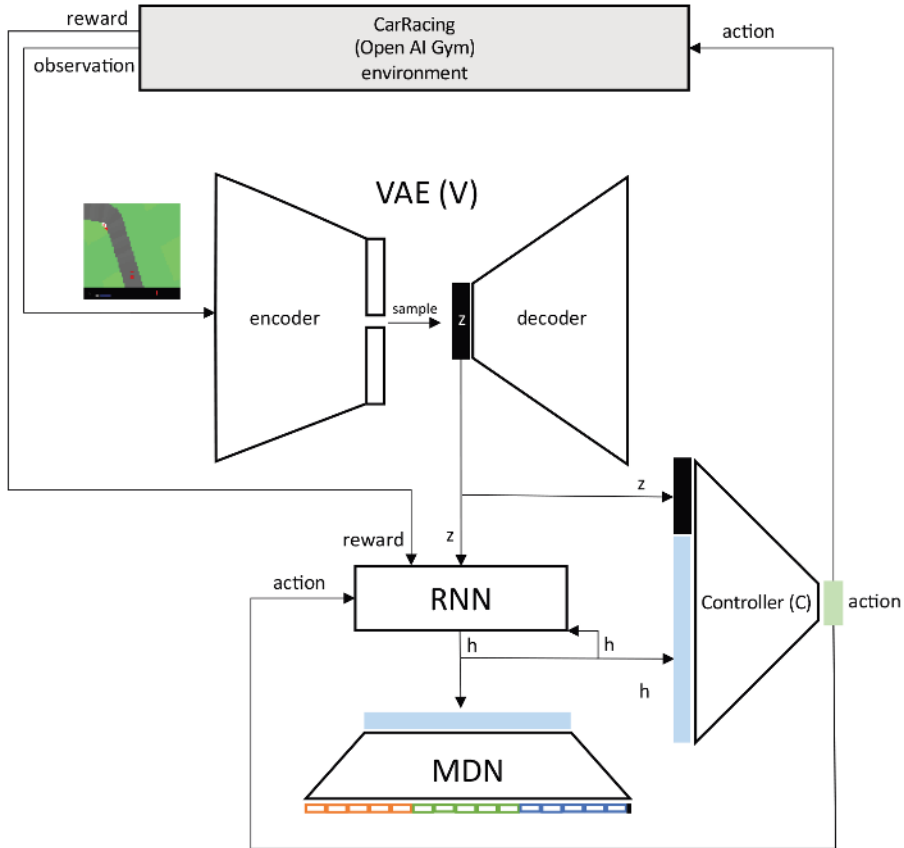 reward
CarRacing
(Open AI Gym)
environment
action
observation
VAE (V)
encoder
sample
z
decoder
z
z
reward
action
RNN
Controller (C)
action
h
h
h
MDN